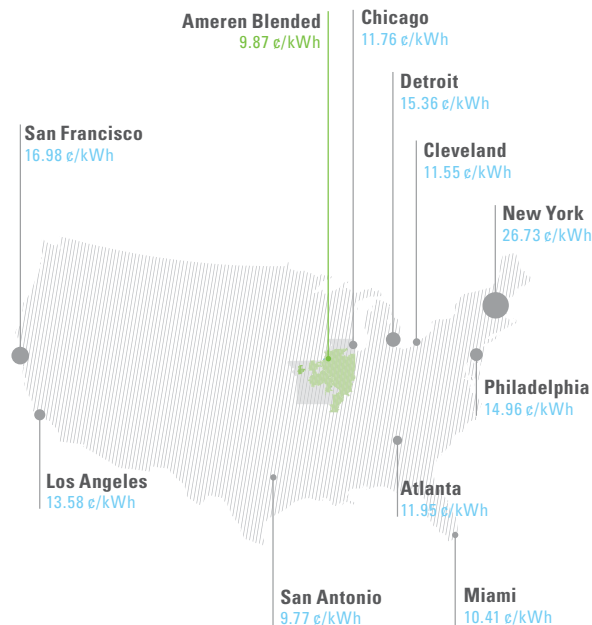 Ameren Blended
9.87 ¢/kWh
Chicago
11.76 ¢/kWh
Detroit
15.36 ¢/kWh
San Francisco
16.98 ¢/kWh
Cleveland
11.55 ¢/kWh
New York
26.73 ¢/kWh
Philadelphia
14.96 ¢/kWh
Los Angeles
13.58 ¢/kWh
Atlanta
11.95 ¢/kWh
San Antonio
9.77 ¢/kWh
Miami
10.41 ¢/kWh